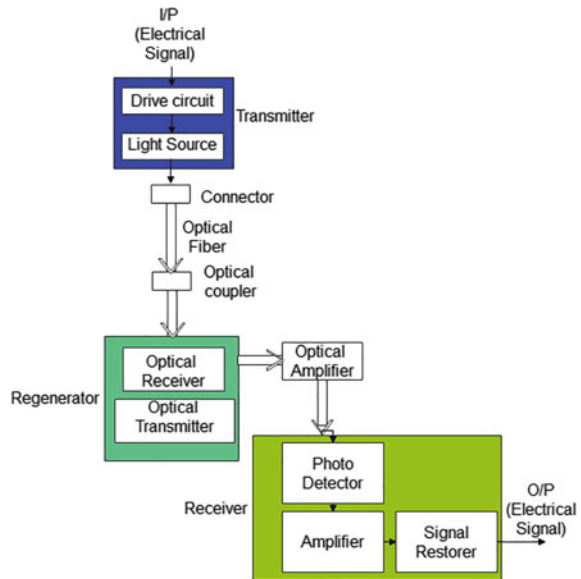 I/P
(Electrical
Signal)
Drive circuit
Transmitter
Light Source
Connector
Optical
Fiber
Optical
coupler
Optical
Receiver
Optical
Amplifier
Regenerator
Optical
Transmitter
Photo
Detector
Receiver
O/P
(Electrical
Signal)
Amplifier
Signal
Restorer